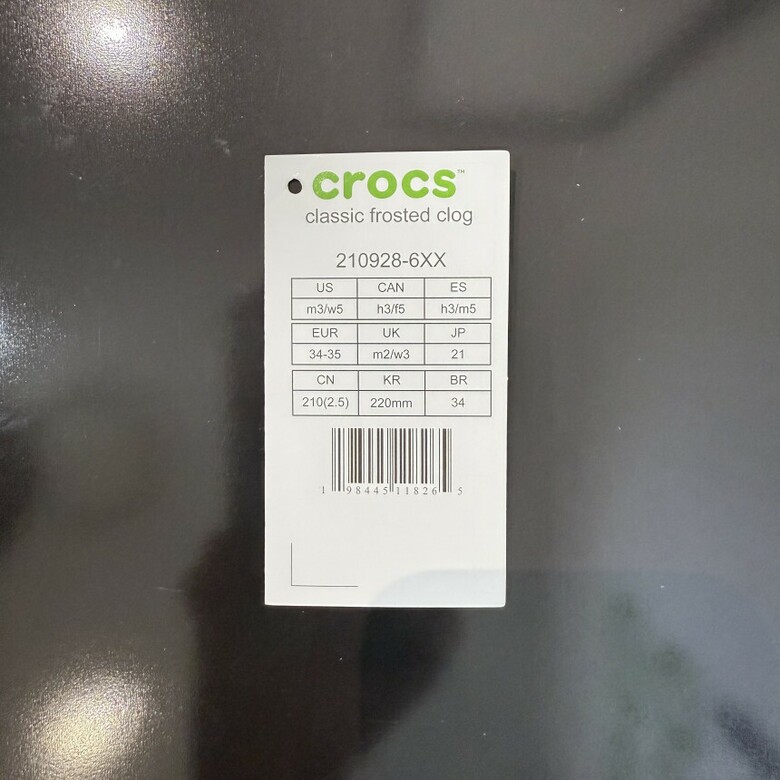 crocs™
classic frosted clog
210928-6XX
US CAN ES
m3/w5 h3/f5 h3/m5
EUR UK JP
34-35 m2/w3 21
CN KR BR
210(2.5) 220mm 34
1 98445 11826 5